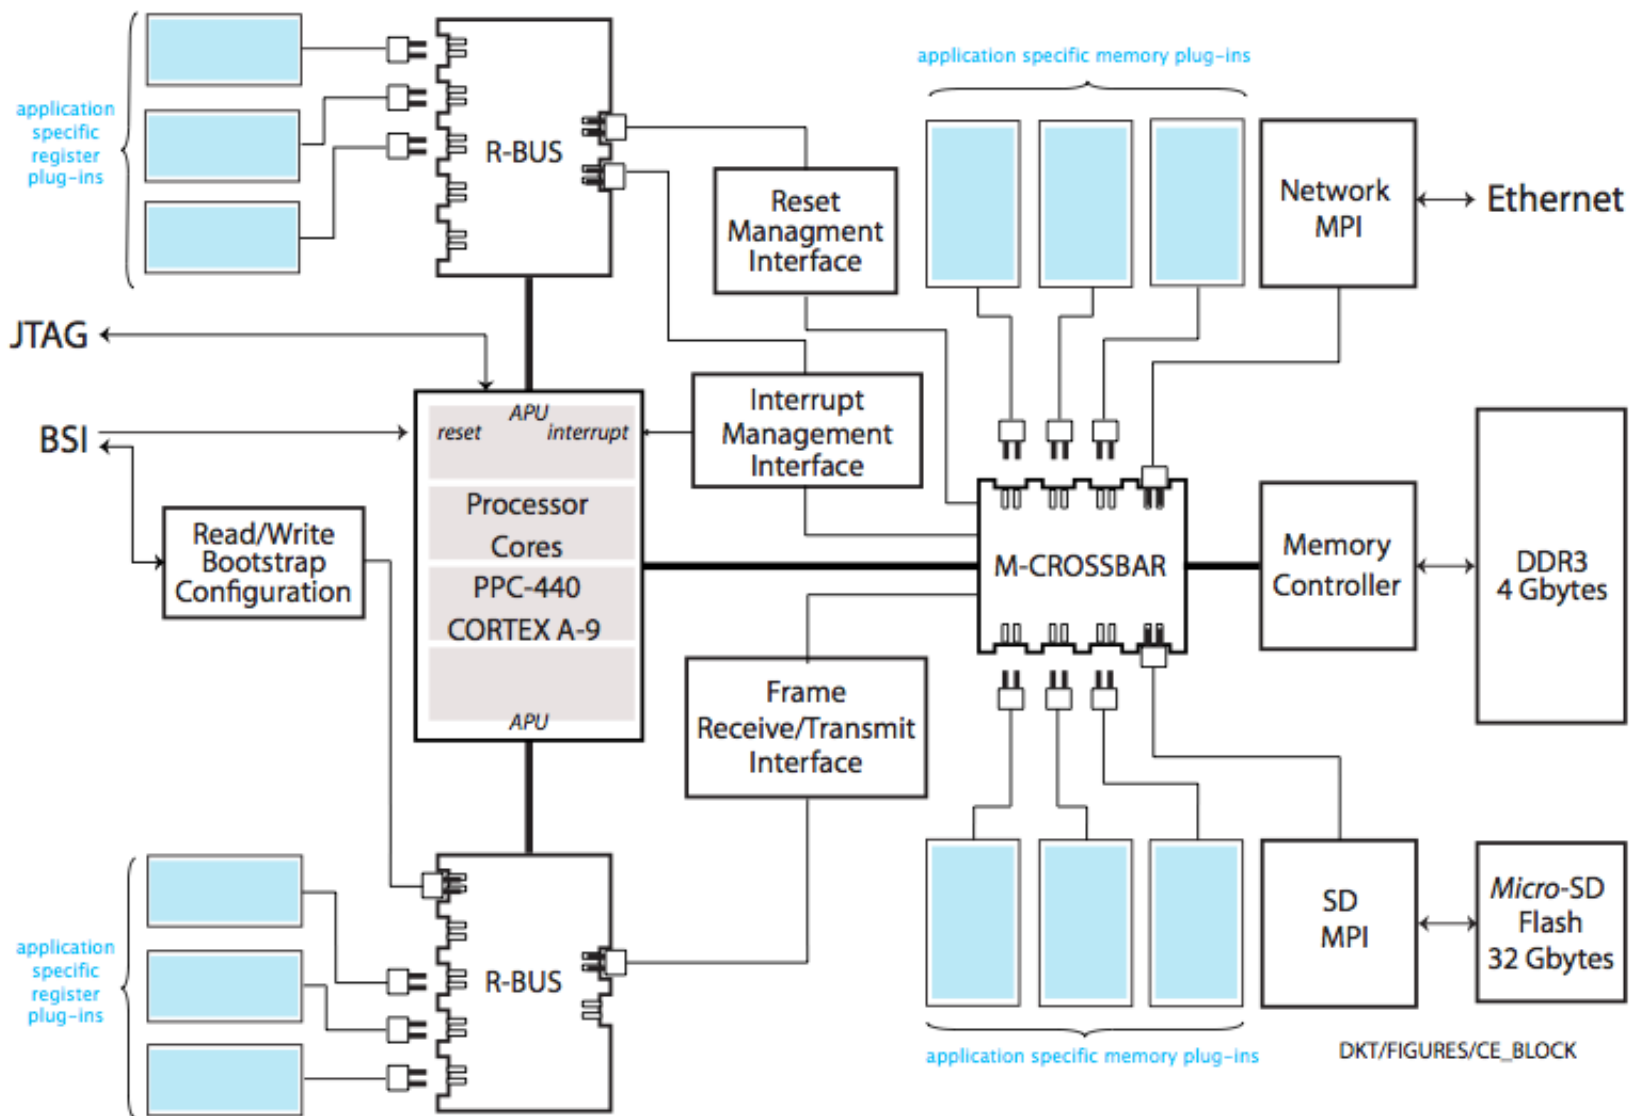 application
specific
register
plug-ins
R-BUS
application specific memory plug-ins
Reset
Managment
Interface
Network
MPI
Ethernet
JTAG
BSI
APU
reset
interrupt
Processor
Cores
PPC-440
CORTEX A-9
APU
Interrupt
Management
Interface
Read/Write
Bootstrap
Configuration
M-CROSSBAR
Memory
Controller
DDR3
4 Gbytes
Frame
Receive/Transmit
Interface
application
specific
register
plug-ins
R-BUS
SD
MPI
Micro-SD
Flash
32 Gbytes
application specific memory plug-ins
DKT/FIGURES/CE_BLOCK